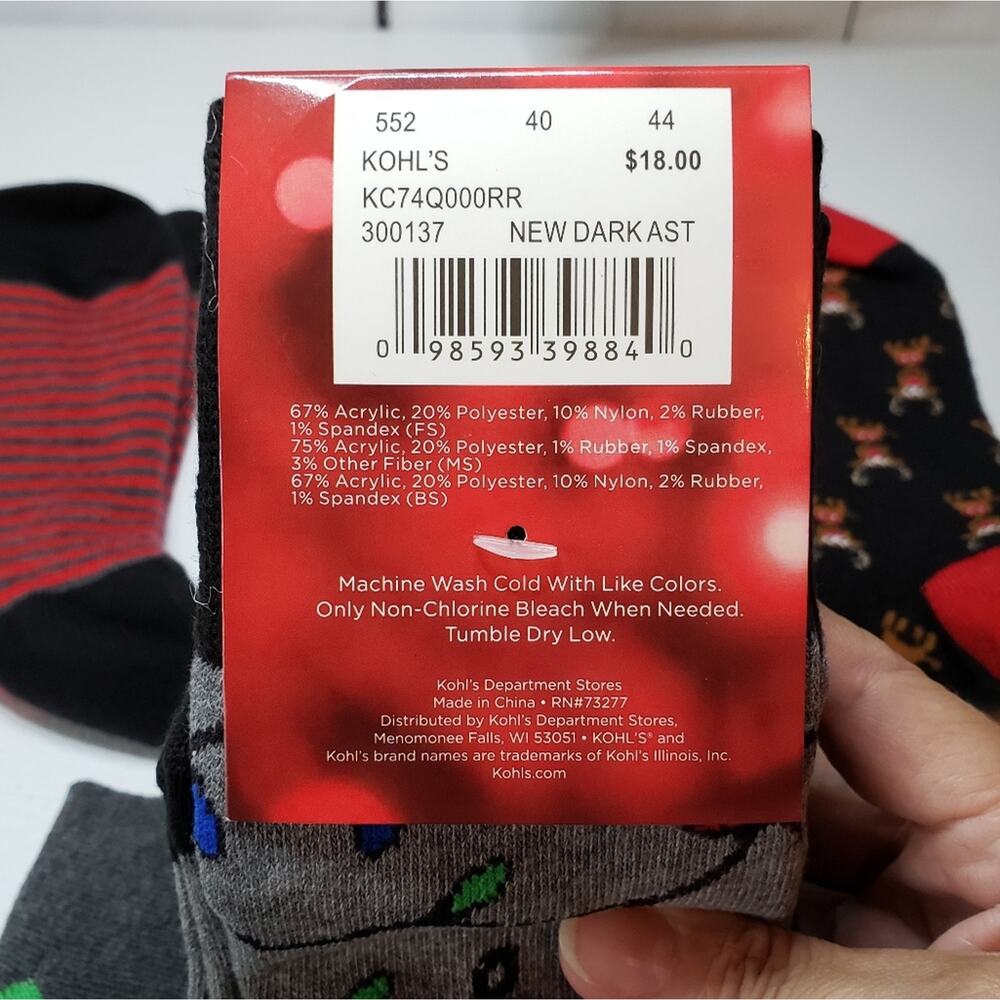 552 40 44
KOHL'S $18.00
KC74Q000RR
300137 NEW DARK AST
0 98593 39884 0
67% Acrylic, 20% Polyester, 10% Nylon, 2% Rubber,
1% Spandex (FS)
75% Acrylic, 20% Polyester, 1% Rubber, 1% Spandex,
3% Other Fiber (MS)
67% Acrylic, 20% Polyester, 10% Nylon, 2% Rubber,
1% Spandex (BS)
Machine Wash Cold With Like Colors.
Only Non-Chlorine Bleach When Needed.
Tumble Dry Low.
Kohl's Department Stores
Made in China • RN#73277
Distributed by Kohl's Department Stores,
Menomonee Falls, WI 53051 • KOHL'S® and
Kohl's brand names are trademarks of Kohl's Illinois, Inc.
Kohls.com